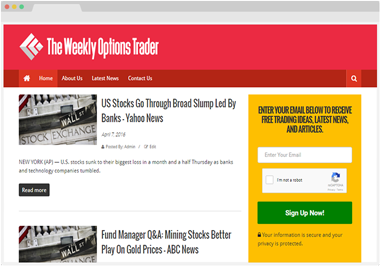 The Weekly Options Trader
Home About Us Latest News Contact Us
WALL ST
STOCK EXCHANGE
US Stocks Go Through Broad Slump Led By
Banks - Yahoo News
April 7, 2016
Posted By Admin / Edit
NEW YORK (AP) — U.S. stocks sunk to their biggest loss in a month and a half Thursday as banks
and technology companies tumbled.
Read more
WALL ST
Fund Manager Q&A: Mining Stocks Better
Play On Gold Prices - ABC News
ENTER YOUR EMAIL BELOW TO RECEIVE
FREE TRADING IDEAS, LATEST NEWS,
AND ARTICLES.
Enter Your Email
I'm not a robot
Sign Up Now!
Your information is secure and your
privacy is protected.